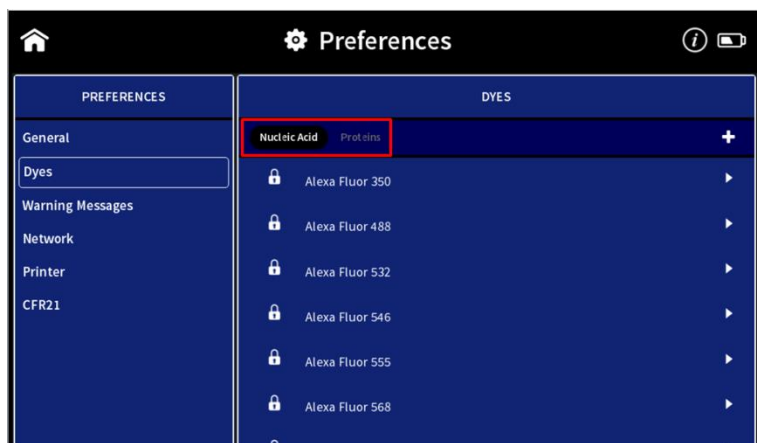 Preferences
PREFERENCES
General
Dyes
Warning Messages
Network
Printer
CFR21
DYES
Nucleic Acid Proteins
Alexa Fluor 350
Alexa Fluor 488
Alexa Fluor 532
Alexa Fluor 546
Alexa Fluor 555
Alexa Fluor 568